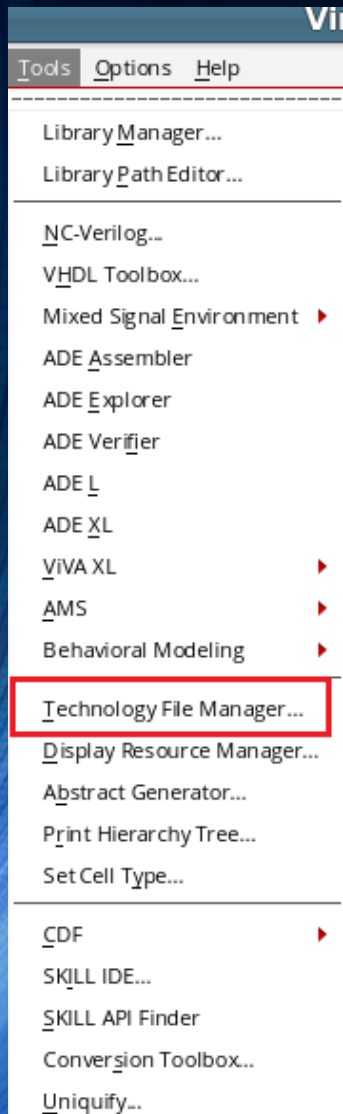 Vi
Tools Options Help
Library Manager...
Library Path Editor...
NC-Verilog...
VHDL Toolbox...
Mixed Signal Environment
ADE Assembler
ADE Explorer
ADE Verifier
ADE L
ADE XL
ViVA XL
AMS
Behavioral Modeling
Technology File Manager...
Display Resource Manager...
Abstract Generator...
Print Hierarchy Tree...
Set Cell Type...
CDF
SKILL IDE...
SKILL API Finder
Conversion Toolbox...
Uniquify...